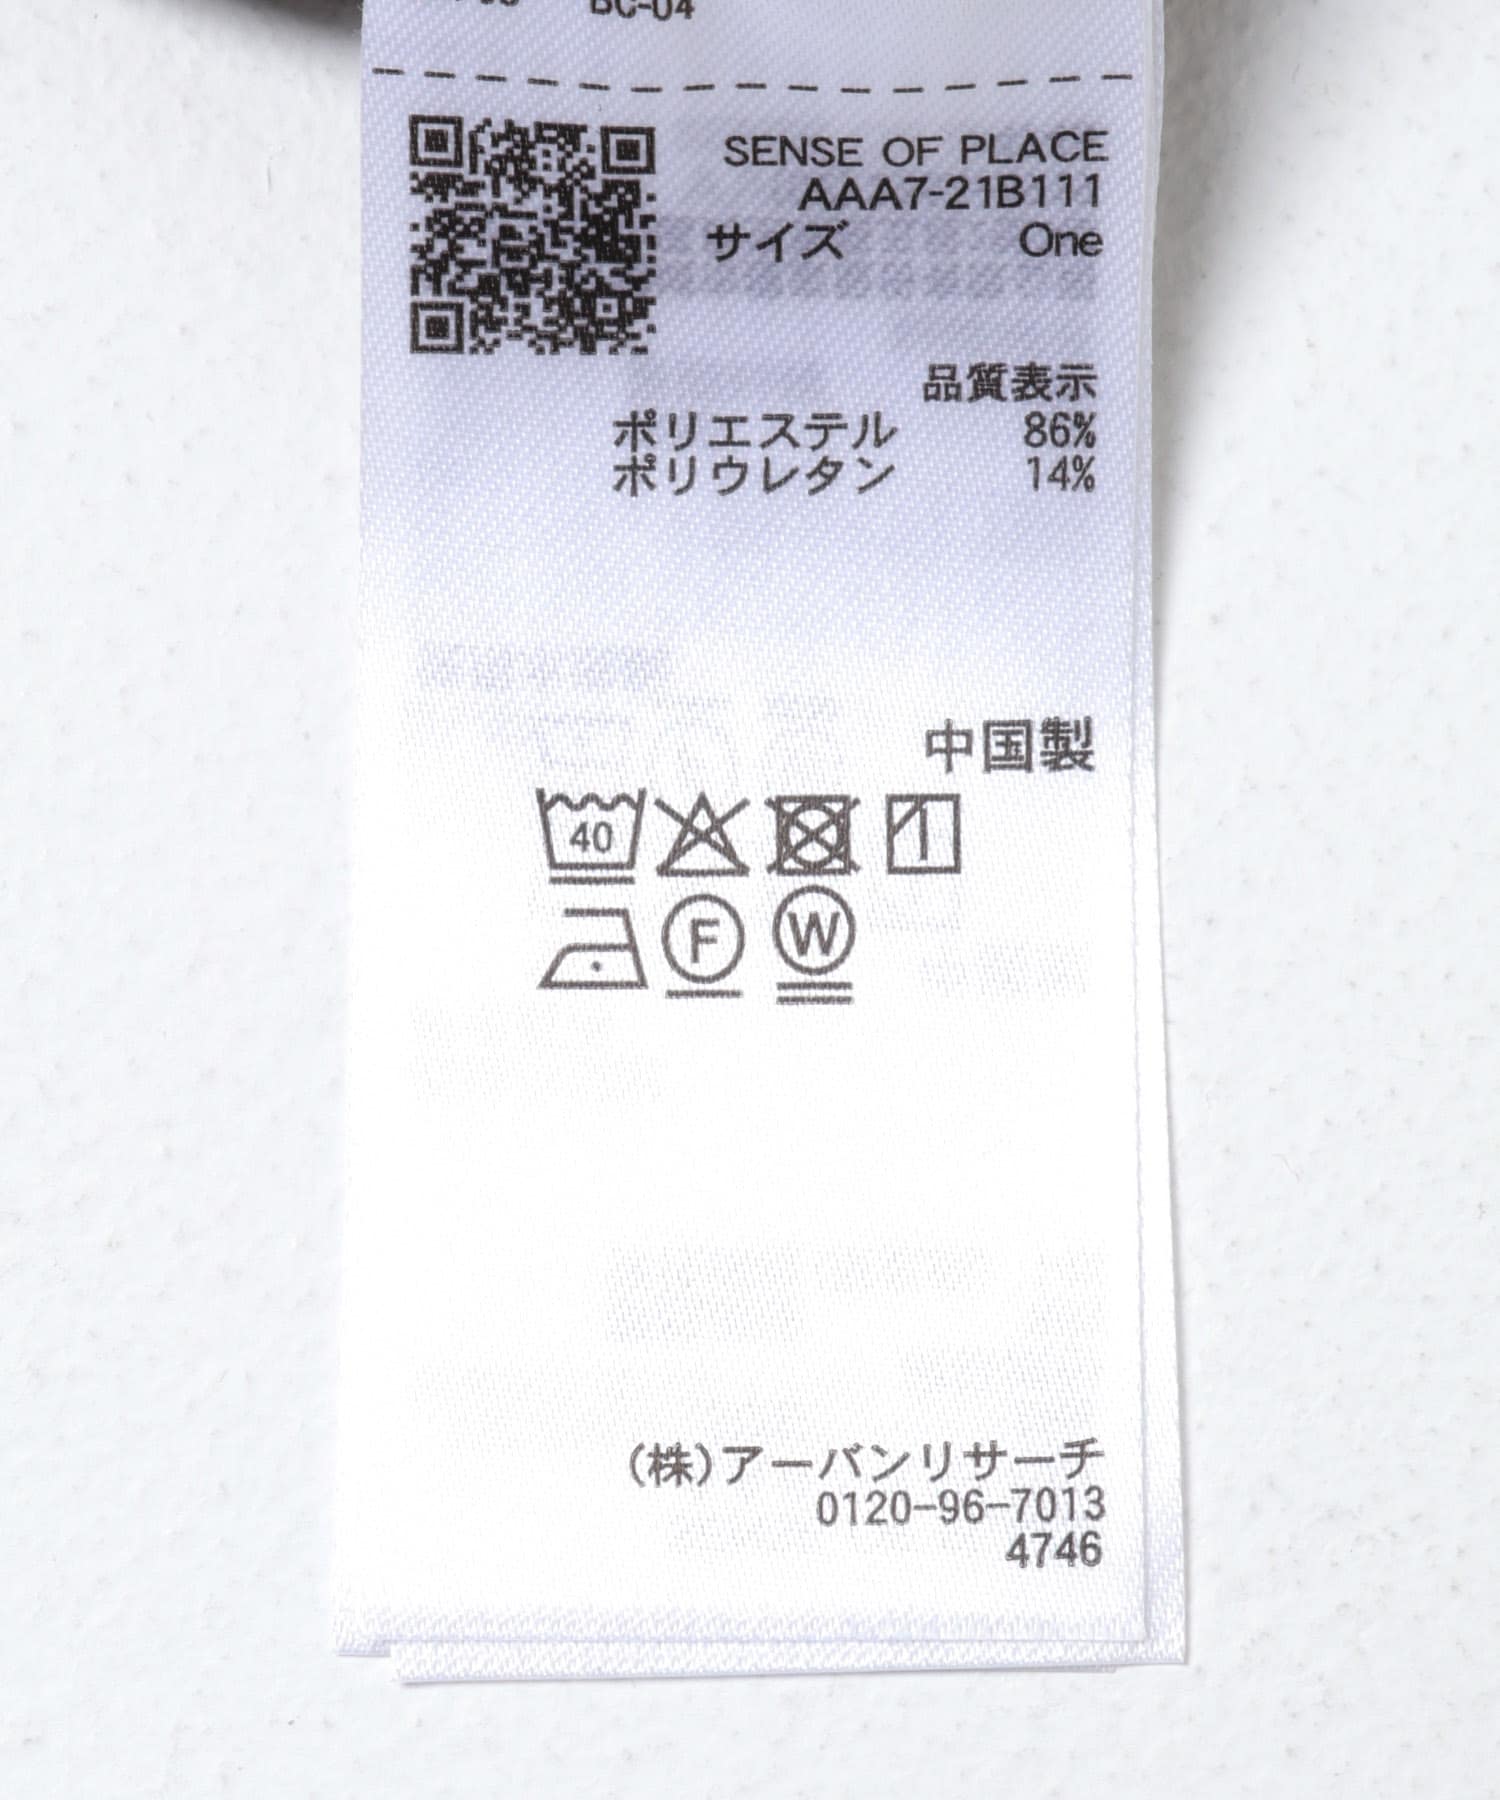 BC-04
SENSE OF PLACE
AAA7-21B111
サイズ One
品質表示
ポリエステル 86%
ポリウレタン 14%
中国製
40
F W
(株)アーバンリサーチ
0120-96-7013
4746